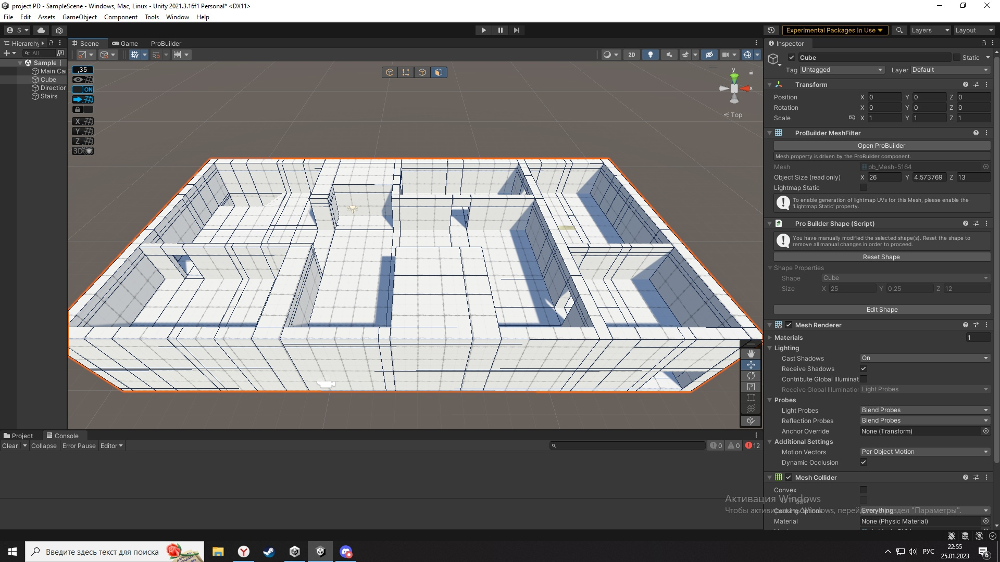 project PD - SampleScene - Windows, Mac, Linux - Unity 2021.3.16f1 Personal* <DX11>
File Edit Assets GameObject Component Tools Window Help
S
Experimental Packages In Use
Layers
Layout
Hierarchy
Scene
Game
ProBuilder
Inspector
All
2D
Sample
Main Ca
Cube
Direction
Stairs
,35
ON
X
Y
Z
3D
y
x
Top
Cube
Static
Tag Untagged
Layer Default
Transform
Position X 0 Y 0 Z 0
Rotation X 0 Y 0 Z 0
Scale X 1 Y 1 Z 1
ProBuilder MeshFilter
Open ProBuilder
Mesh property is driven by the ProBuilder component.
Mesh pb_Mesh-5164
Object Size (read only) X 26 Y 4.573769 Z 13
Lightmap Static
To enable generation of lightmap UVs for this Mesh, please enable the
'Lightmap Static' property.
Pro Builder Shape (Script)
You have manually modified the selected shape(s). Reset the shape to
remove all manual changes in order to proceed.
Reset Shape
Shape Properties
Shape Cube
Size X 25 Y 0.25 Z 12
Edit Shape
Mesh Renderer
Materials 1
Lighting
Cast Shadows On
Receive Shadows
Contribute Global Illuminat
Receive Global Illumination Light Probes
Probes
Light Probes Blend Probes
Reflection Probes Blend Probes
Anchor Override None (Transform)
Additional Settings
Motion Vectors Per Object Motion
Dynamic Occlusion
Mesh Collider
Convex
Is Trigger
Cooking Options Everything
Material None (Physic Material)
Активация Windows
Чтобы активировать Windows, перейдите в раздел "Параметры".
Project
Console
Clear Collapse Error Pause Editor
0 0 12
Введите здесь текст для поиска
РУС
22:55
25.01.2023
6